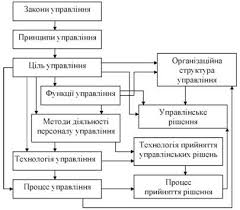 Закони управління
Принципи управління
Ціль управління
Організаційна
структура
управління
Функції управління
Управлінське
рішення
Методи діяльності
персоналу управління
Технологія прийняття
управлінських рішень
Технологія управління
Процес управління
Процес
прийняття рішення